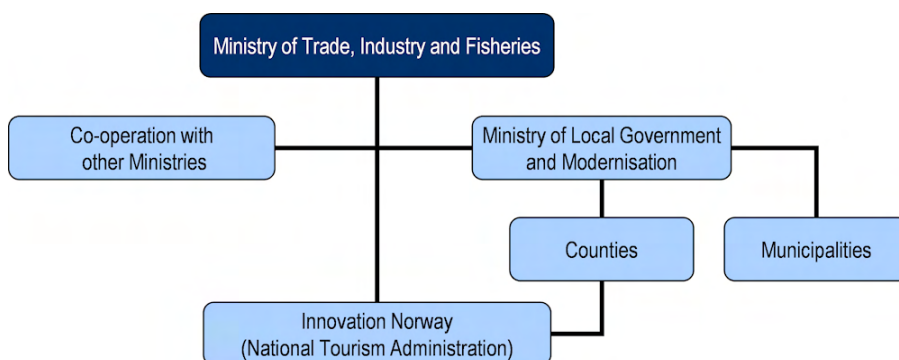 Ministry of Trade, Industry and Fisheries
Co-operation with
other Ministries
Ministry of Local Government
and Modernisation
Counties
Municipalities
Innovation Norway
(National Tourism Administration)